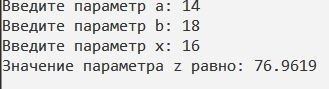 Введите параметр a: 14
Введите параметр b: 18
Введите параметр x: 16
Значение параметра z равно: 76.9619